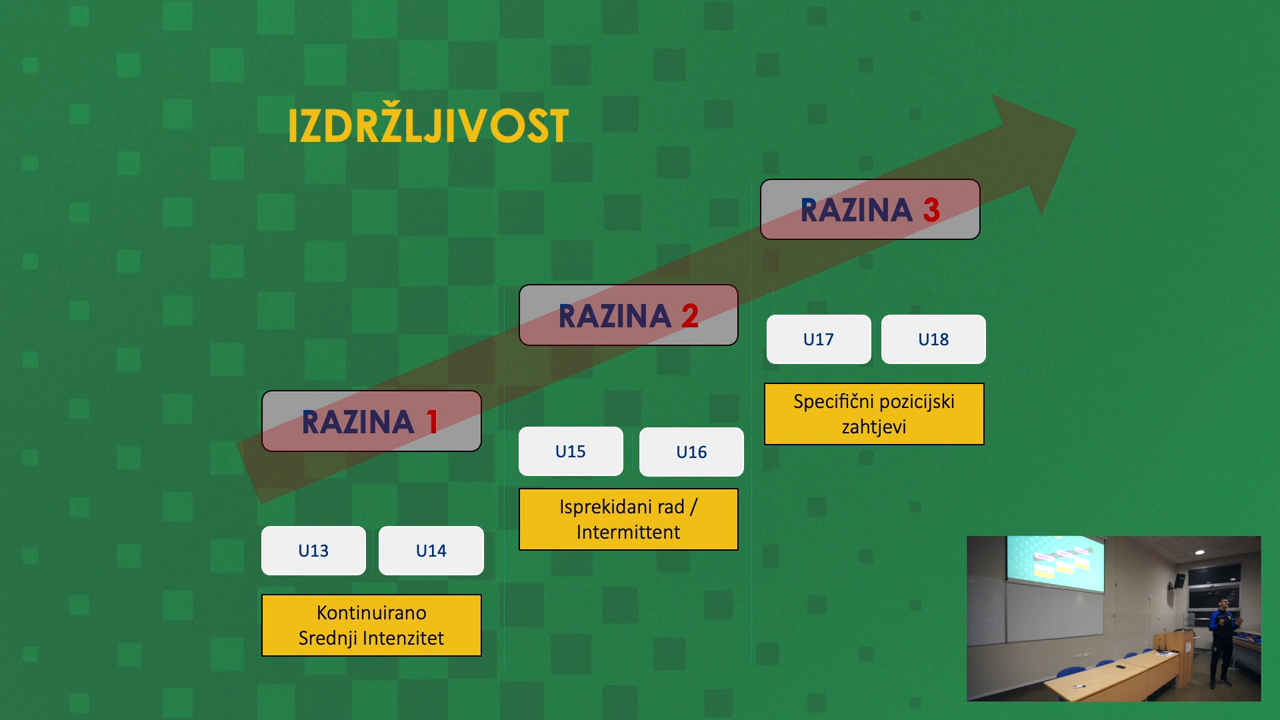 IZDRŽLJIVOST
RAZINA 1
U13
U14
Kontinuirano
Srednji Intenzitet
RAZINA 2
U15
U16
Isprekidani rad /
Intermittent
RAZINA 3
U17
U18
Specifični pozicijski
zahtjevi